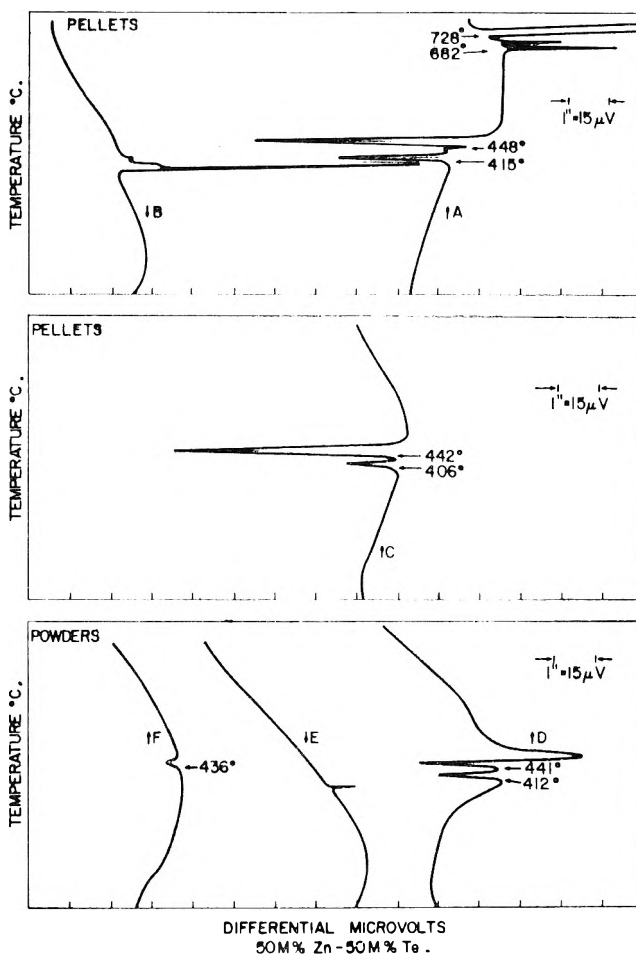 PELLETS
728°
682°
1"=15μV
448°
415°
↓B
↑A
TEMPERATURE °C.
PELLETS
1"=15μV
442°
406°
↑C
TEMPERATURE °C.
POWDERS
1"=15μV
↑F
↓E
↑D
436°
441°
412°
TEMPERATURE °C.
DIFFERENTIAL MICROVOLTS
50M% Zn-50M% Te.